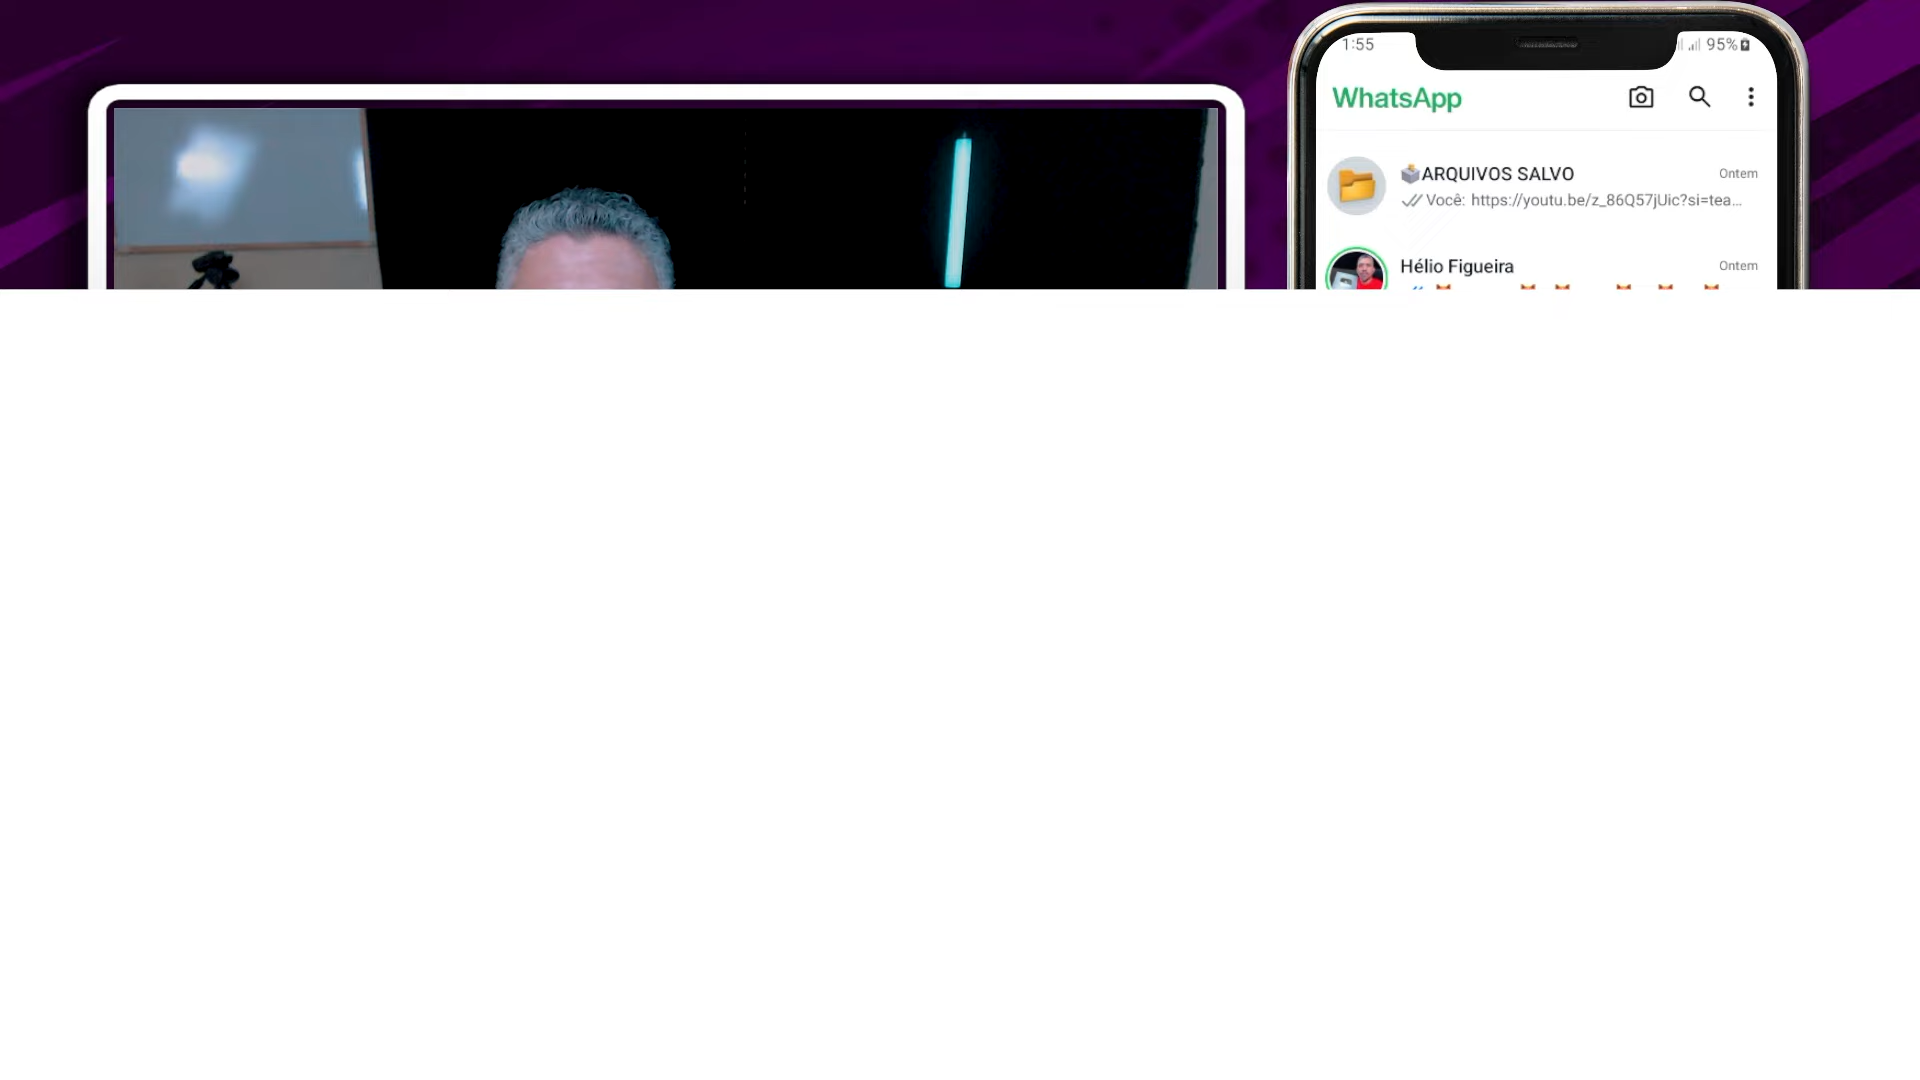 1:55
95%
WhatsApp
ARQUIVOS SALVO
Ontem
Você: https://youtu.be/z_86Q57jUic?si=tea...
Hélio Figueira
Ontem